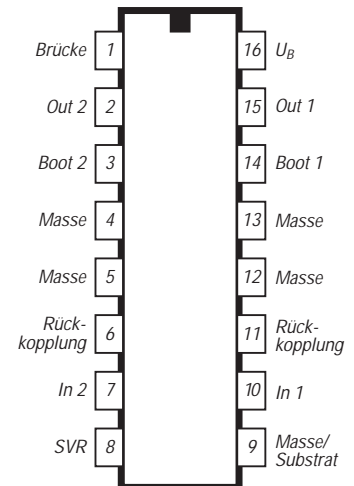 Brücke 1 16 U_B
Out 2 2 15 Out 1
Boot 2 3 14 Boot 1
Masse 4 13 Masse
Masse 5 12 Masse
Rück-
kopplung 6 11 Rück-
kopplung
In 2 7 10 In 1
SVR 8 9 Masse/
Substrat